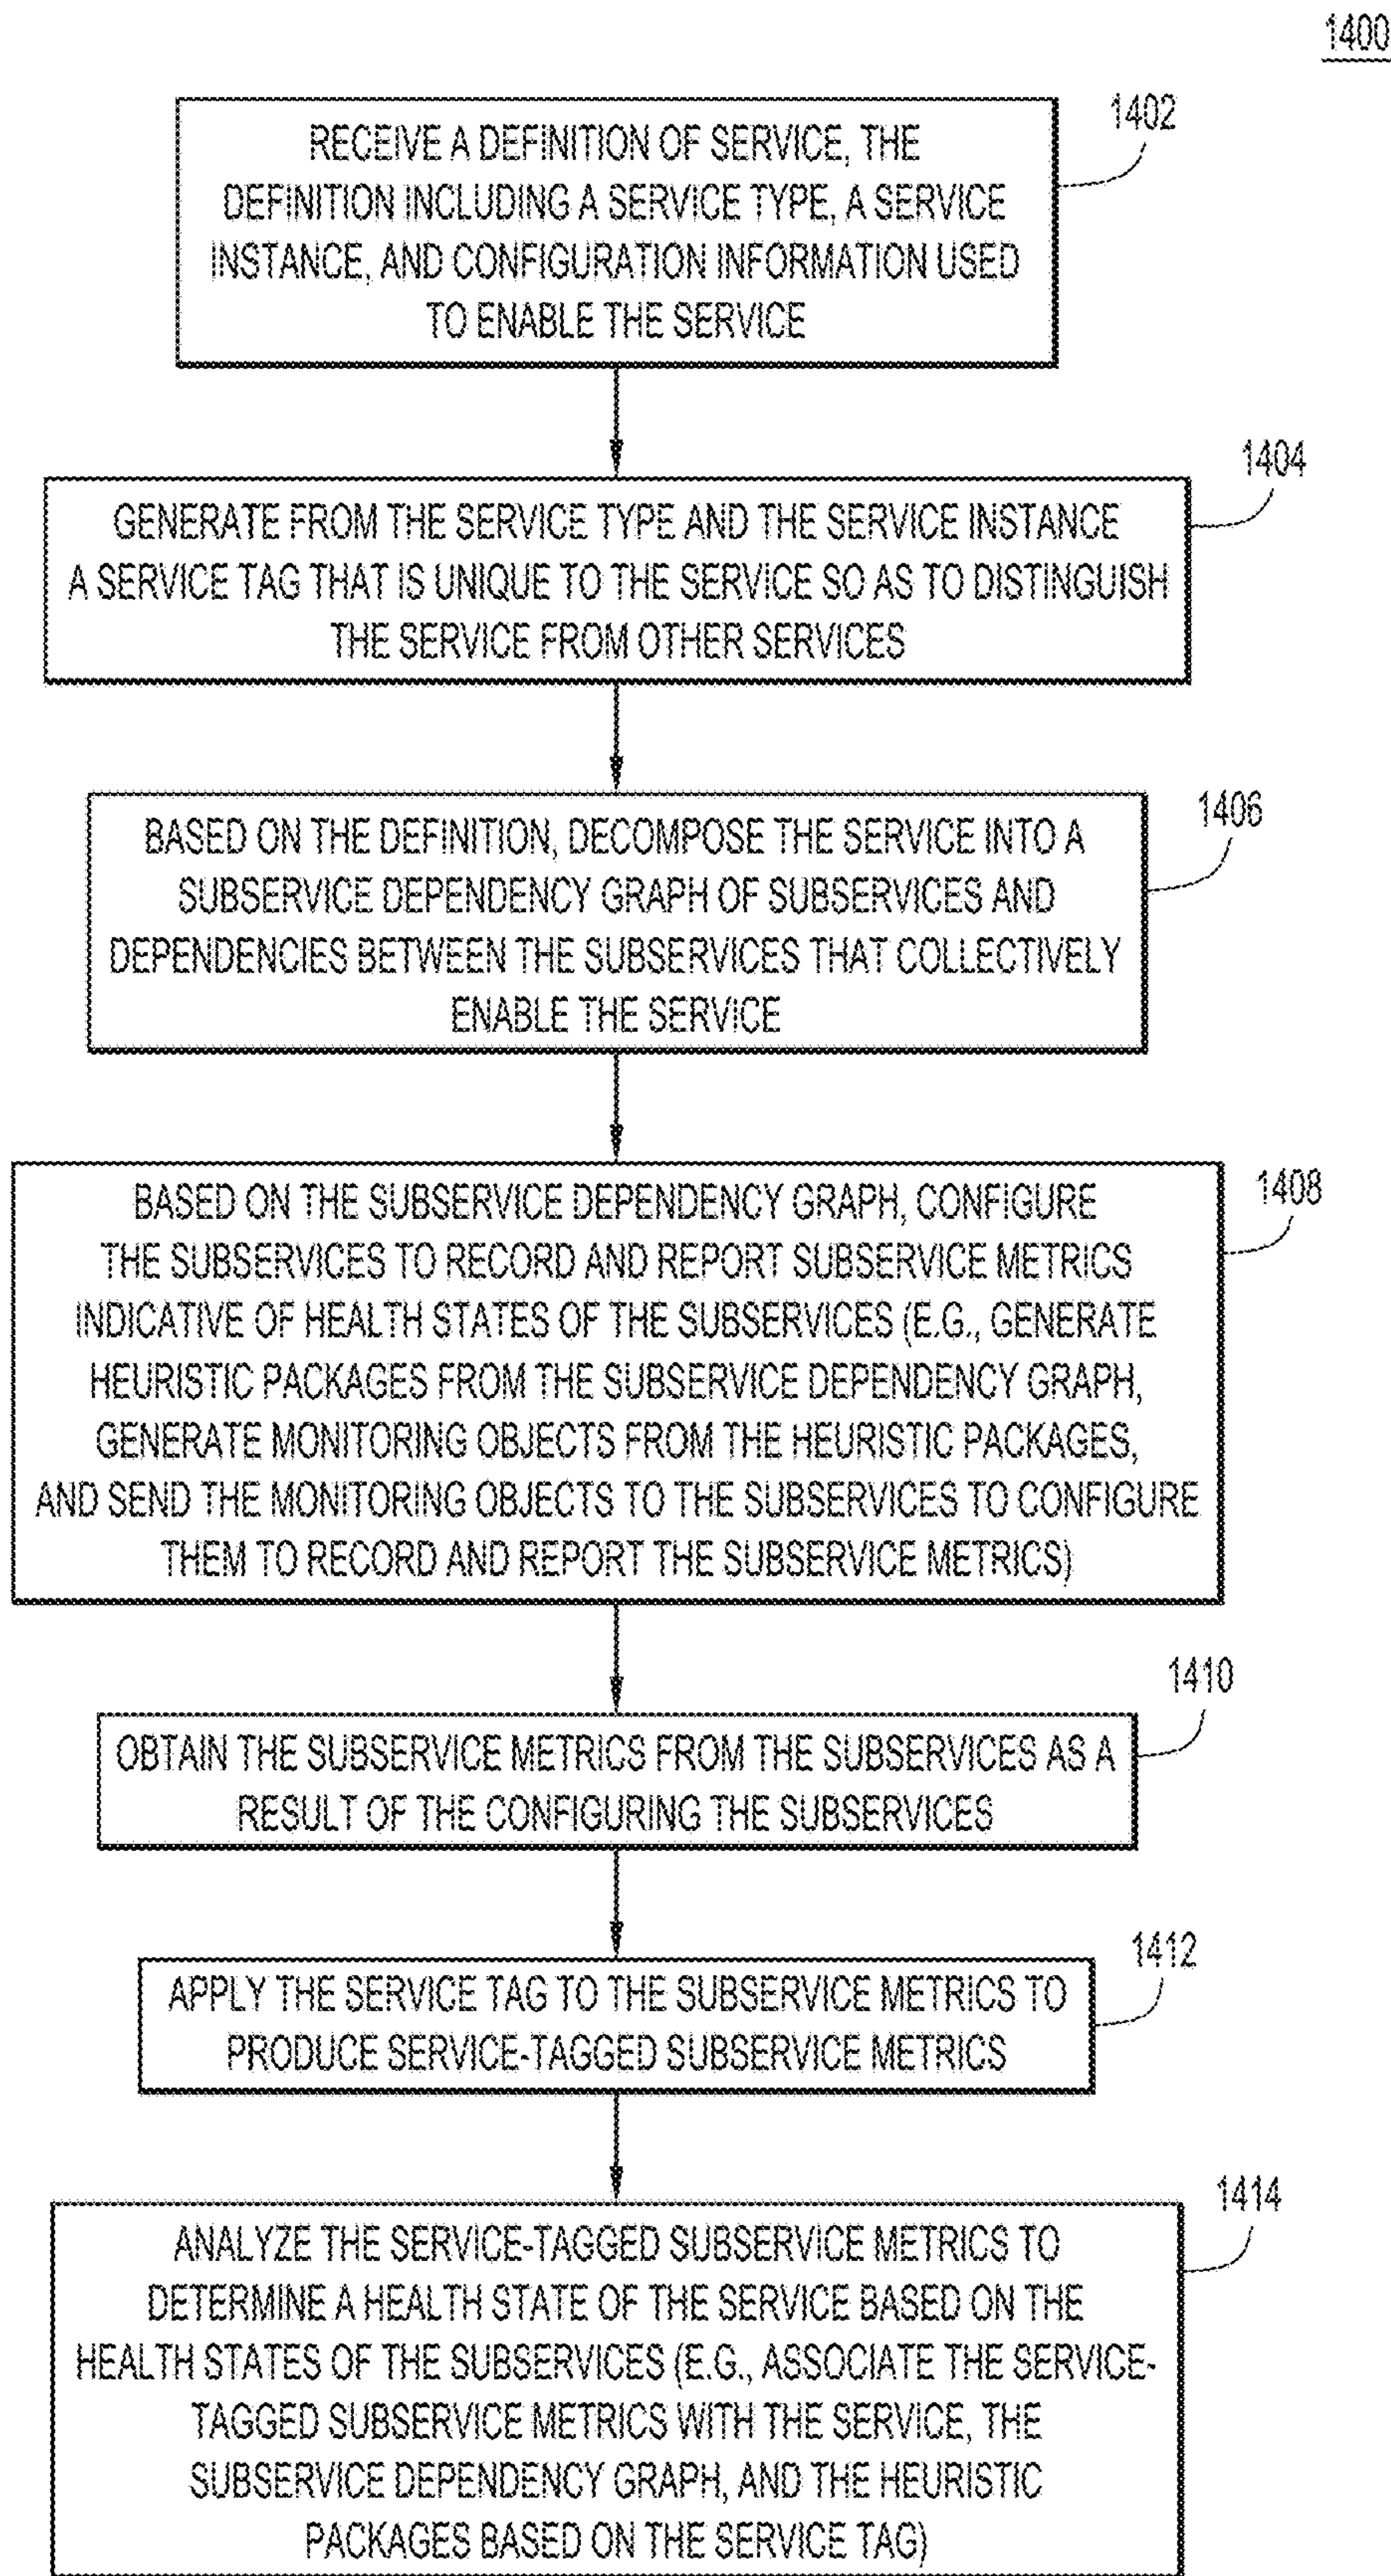 1400
1402
RECEIVE A DEFINITION OF SERVICE, THE
DEFINITION INCLUDING A SERVICE TYPE, A SERVICE
INSTANCE, AND CONFIGURATION INFORMATION USED
TO ENABLE THE SERVICE
1404
GENERATE FROM THE SERVICE TYPE AND THE SERVICE INSTANCE
A SERVICE TAG THAT IS UNIQUE TO THE SERVICE SO AS TO DISTINGUISH
THE SERVICE FROM OTHER SERVICES
1406
BASED ON THE DEFINITION, DECOMPOSE THE SERVICE INTO A
SUBSERVICE DEPENDENCY GRAPH OF SUBSERVICES AND
DEPENDENCIES BETWEEN THE SUBSERVICES THAT COLLECTIVELY
ENABLE THE SERVICE
1408
BASED ON THE SUBSERVICE DEPENDENCY GRAPH, CONFIGURE
THE SUBSERVICES TO RECORD AND REPORT SUBSERVICE METRICS
INDICATIVE OF HEALTH STATES OF THE SUBSERVICES (E.G., GENERATE
HEURISTIC PACKAGES FROM THE SUBSERVICE DEPENDENCY GRAPH,
GENERATE MONITORING OBJECTS FROM THE HEURISTIC PACKAGES,
AND SEND THE MONITORING OBJECTS TO THE SUBSERVICES TO CONFIGURE
THEM TO RECORD AND REPORT THE SUBSERVICE METRICS)
1410
OBTAIN THE SUBSERVICE METRICS FROM THE SUBSERVICES AS A
RESULT OF THE CONFIGURING THE SUBSERVICES
1412
APPLY THE SERVICE TAG TO THE SUBSERVICE METRICS TO
PRODUCE SERVICE-TAGGED SUBSERVICE METRICS
1414
ANALYZE THE SERVICE-TAGGED SUBSERVICE METRICS TO
DETERMINE A HEALTH STATE OF THE SERVICE BASED ON THE
HEALTH STATES OF THE SUBSERVICES (E.G., ASSOCIATE THE SERVICE-
TAGGED SUBSERVICE METRICS WITH THE SERVICE, THE
SUBSERVICE DEPENDENCY GRAPH, AND THE HEURISTIC
PACKAGES BASED ON THE SERVICE TAG)